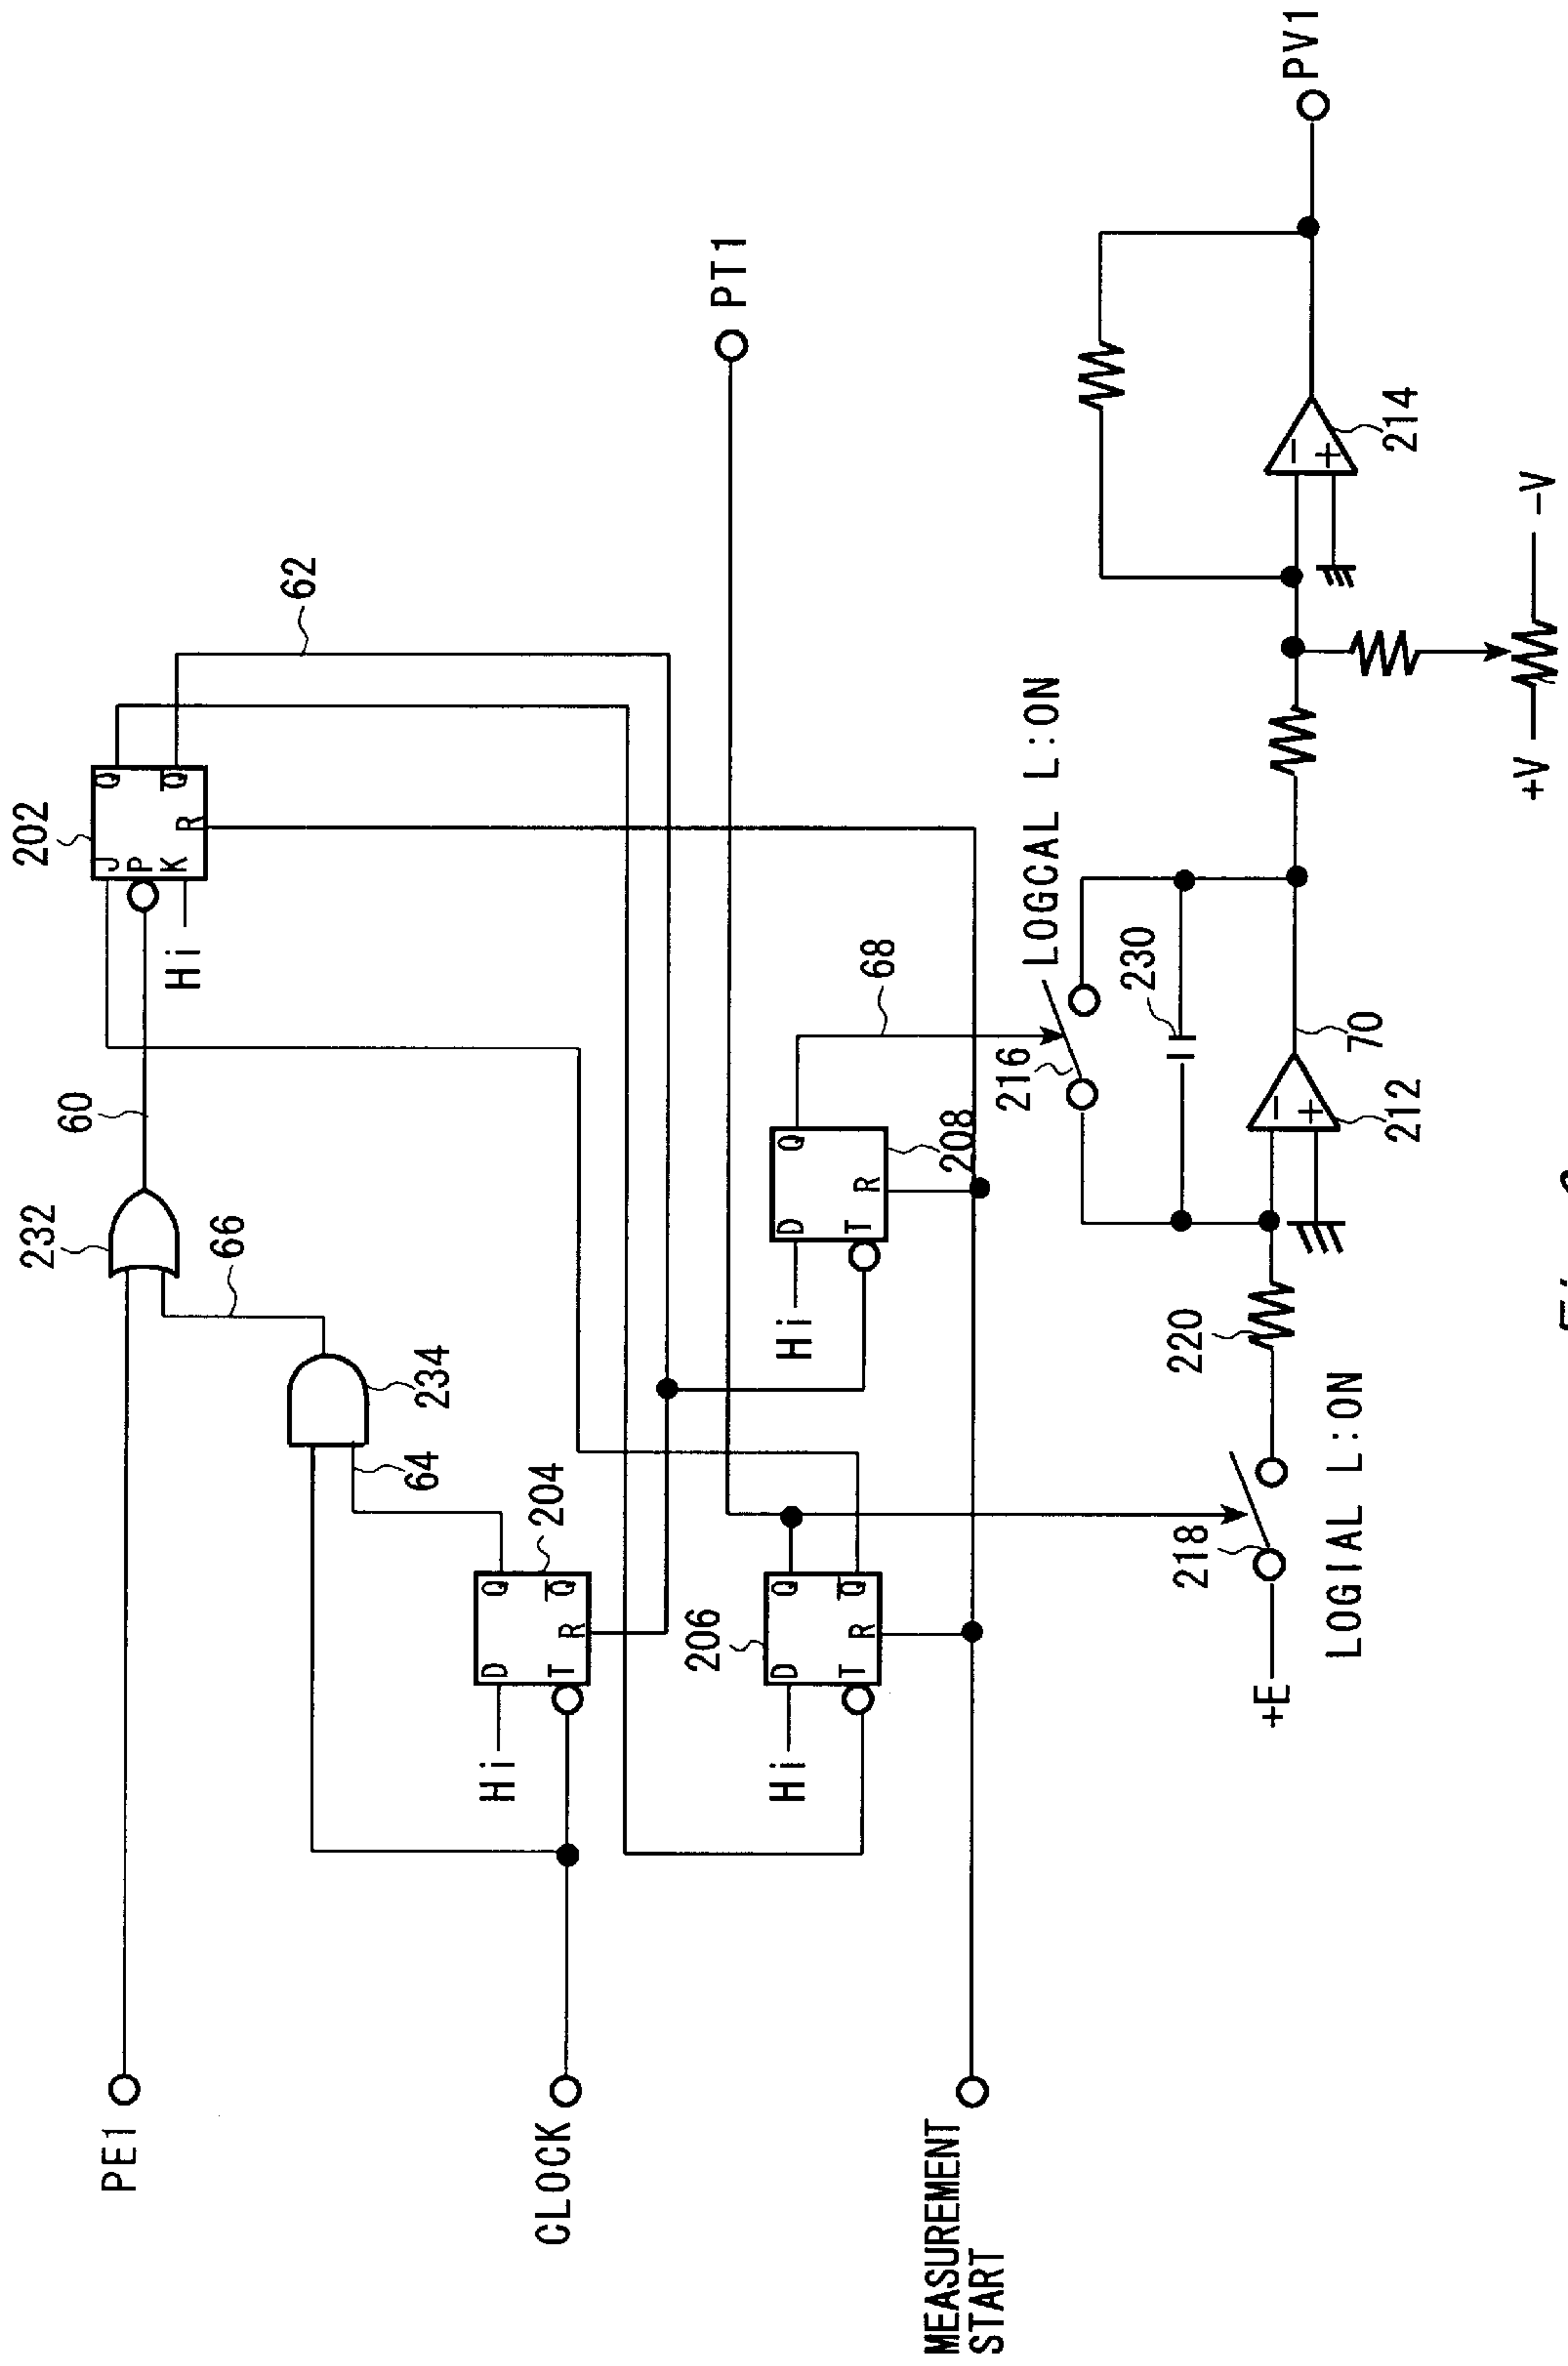 PE1
CLOCK
MEASUREMENT
START
232
60
66
234
64
202
J
P
K
Q
Q
R
Hi
62
204
D
T
Q
Q
R
Hi
206
D
T
Q
Q
R
Hi
208
D
T
Q
R
Hi
68
PT1
LOGCAL L:ON
216
230
218
LOGIAL L:ON
+E
220
212
−
+
70
+V
−V
214
−
+
PV1